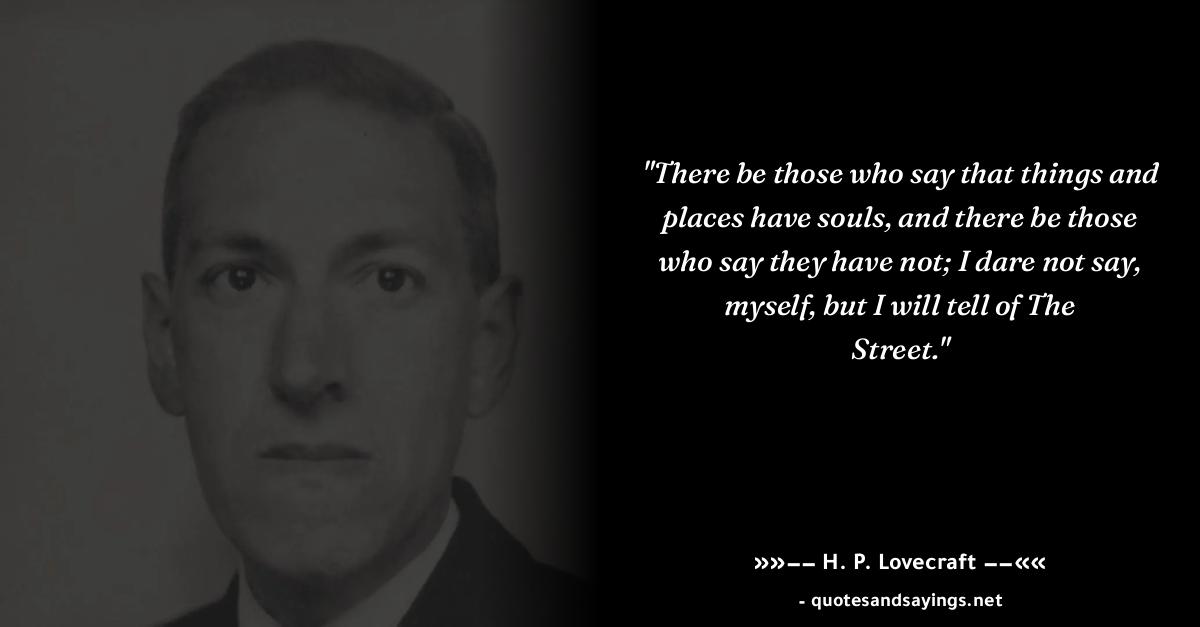 "There be those who say that things and
places have souls, and there be those
who say they have not; I dare not say,
myself, but I will tell of The
Street."
»»−− H. P. Lovecraft −−««
- quotesandsayings.net